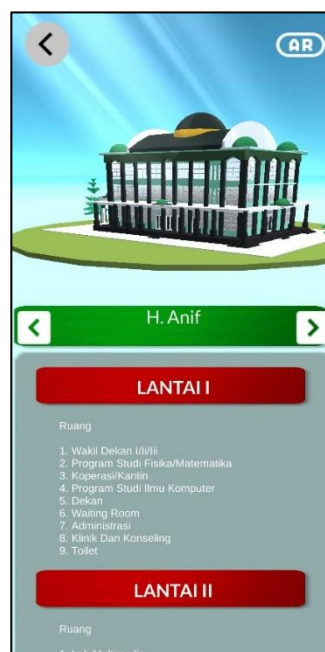 AR
H. Anif
LANTAI I
Ruang
1. Wakil Dekan I/Ii/Iii
2. Program Studi Fisika/Matematika
3. Koperasi/Kantin
4. Program Studi Ilmu Komputer
5. Dekan
6. Waiting Room
7. Administrasi
8. Klinik Dan Konseling
9. Toilet
LANTAI II
Ruang